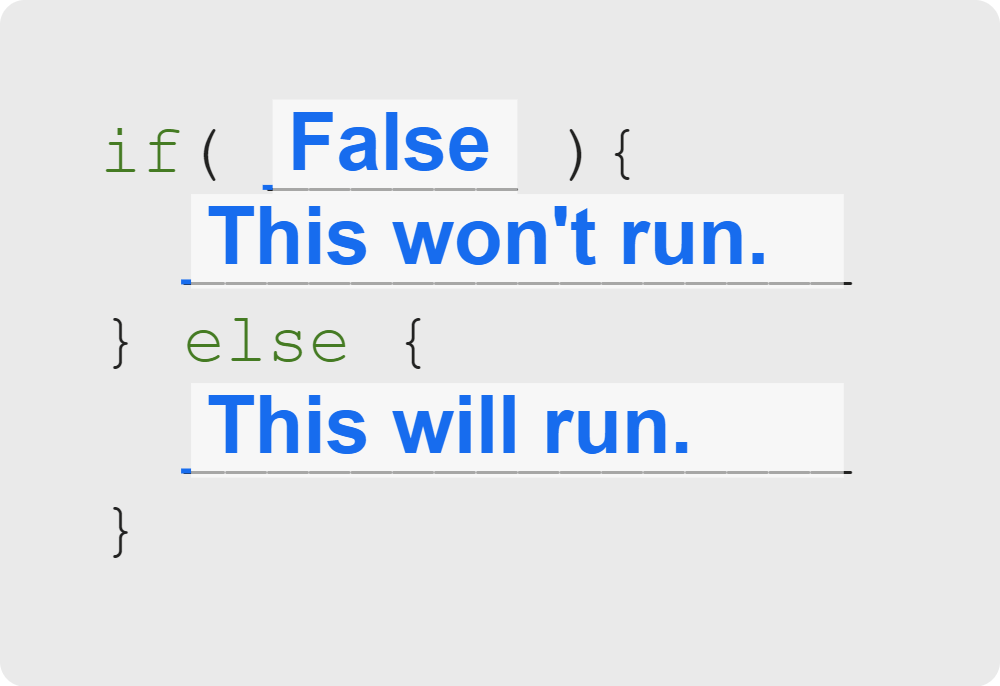 if( False ){
This won't run.
} else {
This will run.
}